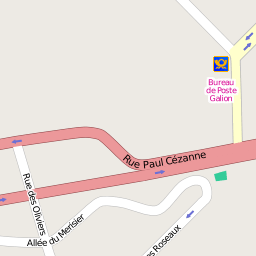 Bureau
de Poste
Galion
Rue Paul Cézanne
Rue des Oliviers
Allée du Merisier
Roseaux